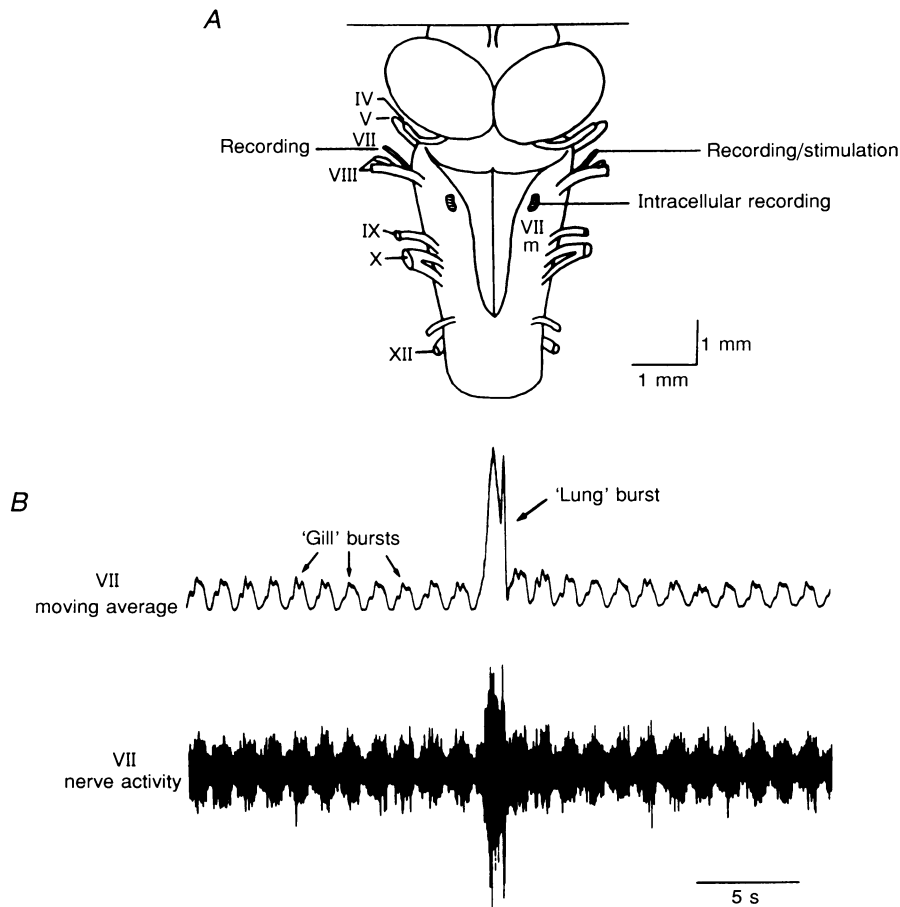 A
IV
V
VII
Recording
Recording/stimulation
VIII
Intracellular recording
VII
m
IX
X
XII
1 mm
1 mm
B
'Lung' burst
'Gill' bursts
VII
moving average
VII
nerve activity
5 s